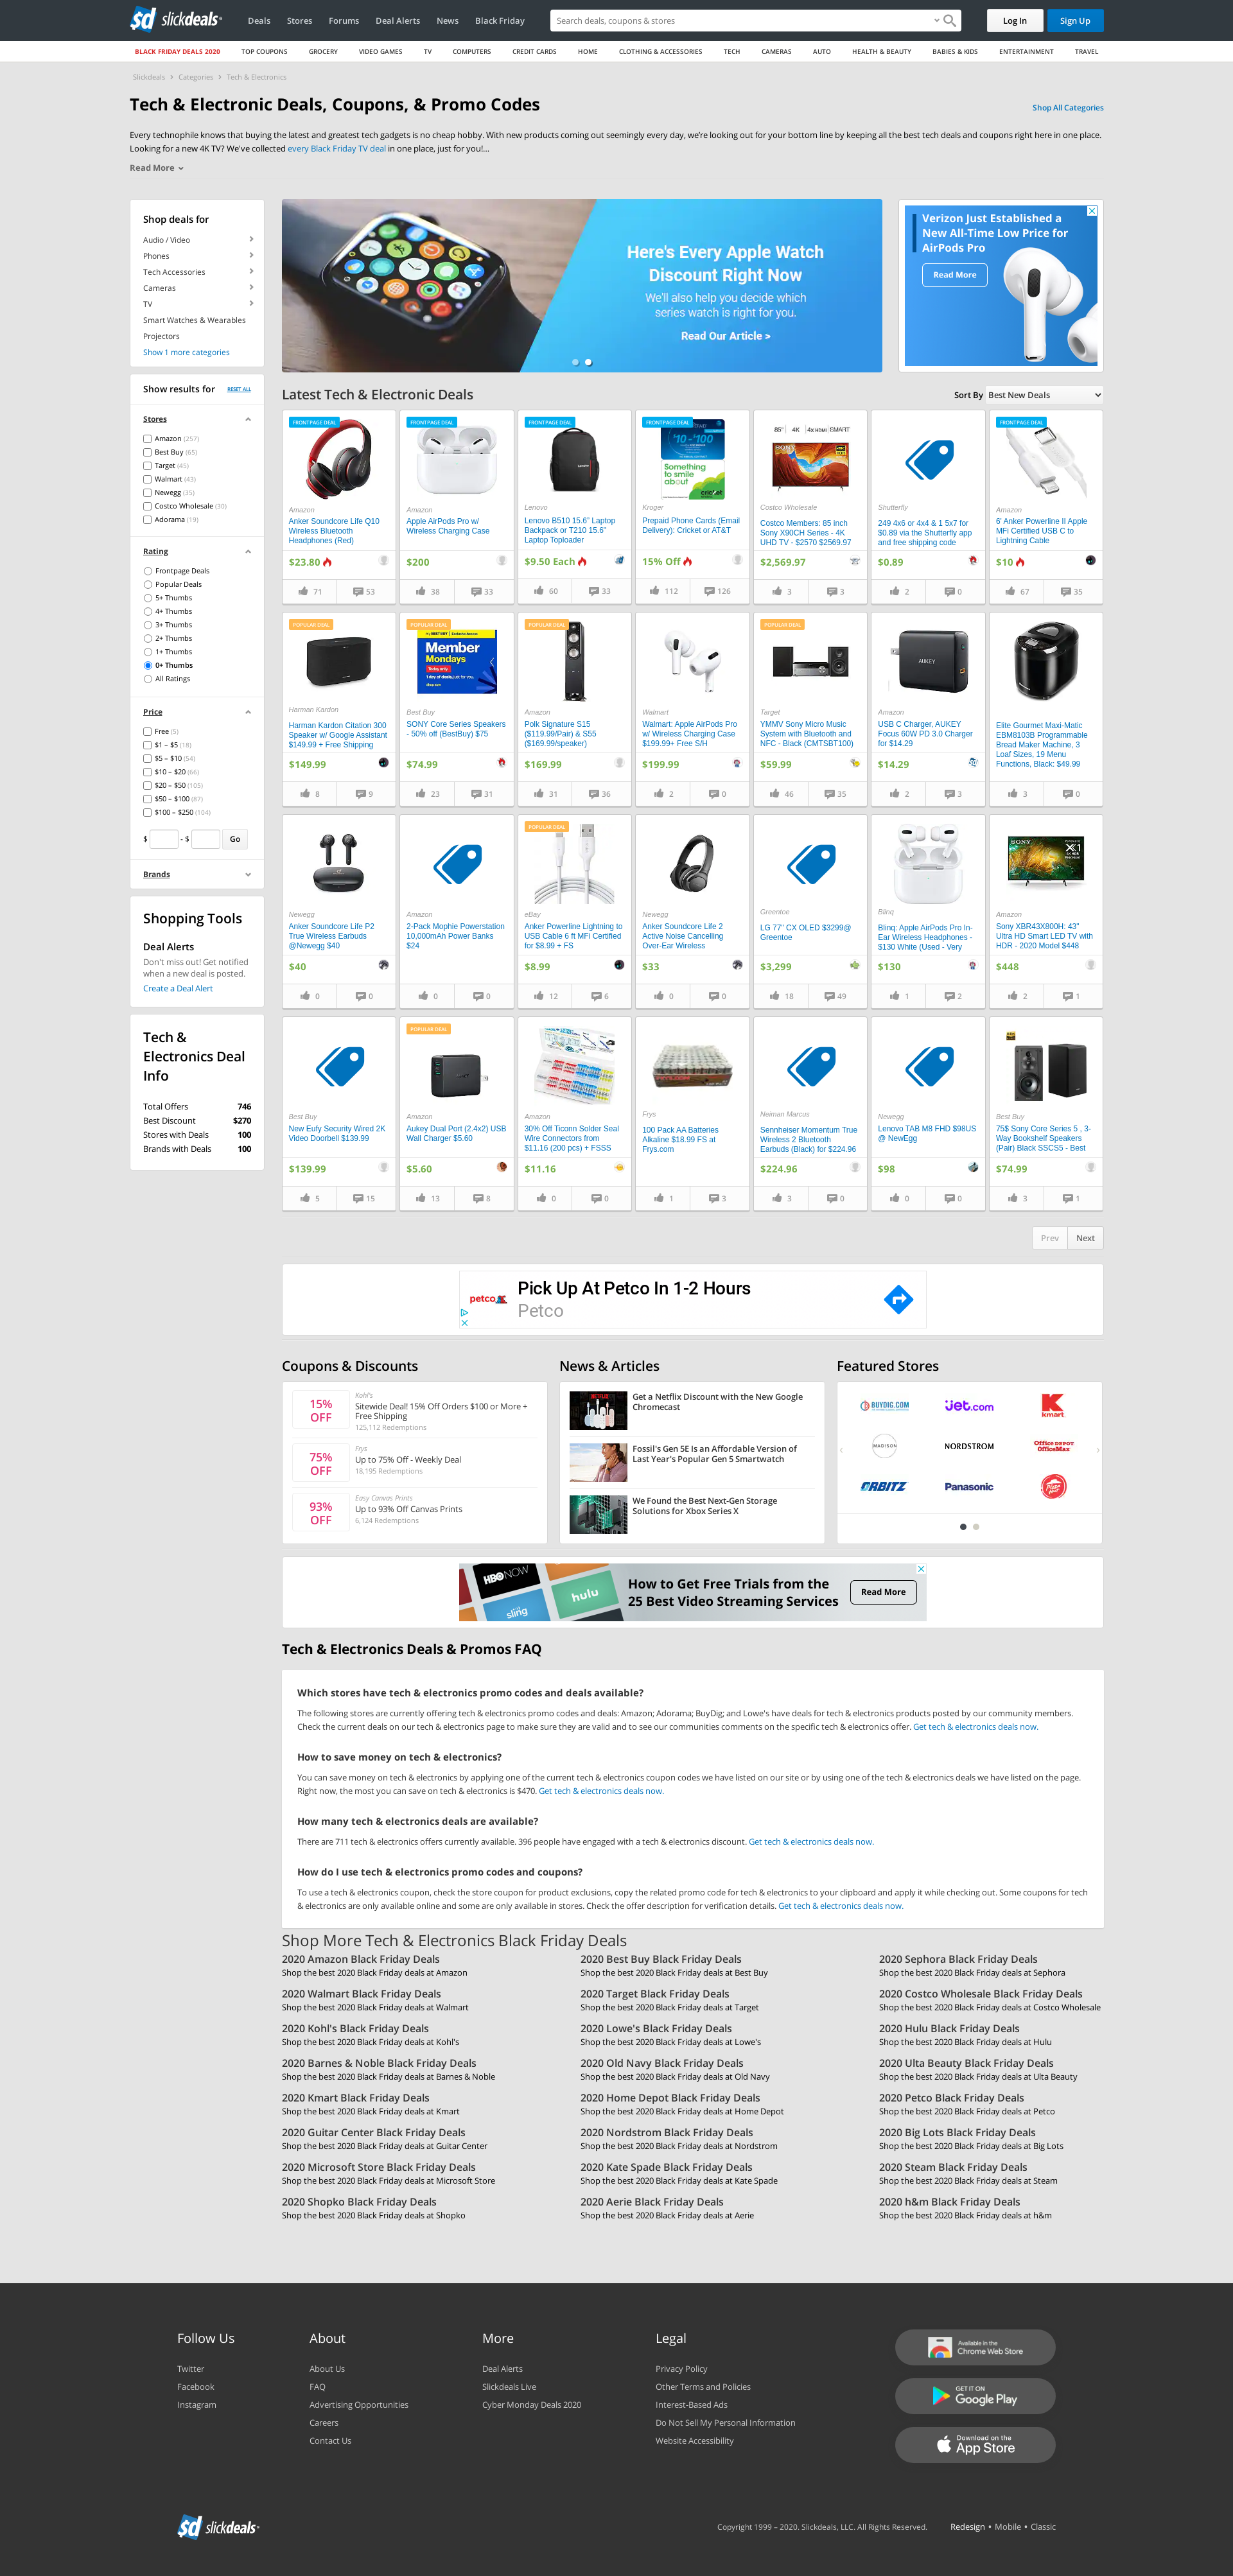 slickdeals
Deals
Stores
Forums
Deal Alerts
News
Black Friday
Search deals, coupons & stores
Log In
Sign Up
BLACK FRIDAY DEALS 2020
TOP COUPONS
GROCERY
VIDEO GAMES
TV
COMPUTERS
CREDIT CARDS
HOME
CLOTHING & ACCESSORIES
TECH
CAMERAS
AUTO
HEALTH & BEAUTY
BABIES & KIDS
ENTERTAINMENT
TRAVEL
Slickdeals > Categories > Tech & Electronics
Tech & Electronic Deals, Coupons, & Promo Codes
Shop All Categories
Every technophile knows that buying the latest and greatest tech gadgets is no cheap hobby. With new products coming out seemingly every day, we're looking out for your bottom line by keeping all the best tech deals and coupons right here in one place.
Looking for a new 4K TV? We've collected every Black Friday TV deal in one place, just for you!...
Read More
Shop deals for
Audio / Video
Phones
Tech Accessories
Cameras
TV
Smart Watches & Wearables
Projectors
Show 1 more categories
Here's Every Apple Watch
Discount Right Now
We'll also help you decide which
series watch is right for you.
Read Our Article >
Verizon Just Established a
New All-Time Low Price for
AirPods Pro
Read More
Show results for
RESET ALL
Stores
Amazon (257)
Best Buy (65)
Target (45)
Walmart (43)
Newegg (35)
Costco Wholesale (30)
Adorama (19)
Rating
Frontpage Deals
Popular Deals
5+ Thumbs
4+ Thumbs
3+ Thumbs
2+ Thumbs
1+ Thumbs
0+ Thumbs
All Ratings
Price
Free (5)
$1 – $5 (18)
$5 – $10 (54)
$10 – $20 (66)
$20 – $50 (105)
$50 – $100 (87)
$100 – $250 (104)
$ - $ Go
Brands
Shopping Tools
Deal Alerts
Don't miss out! Get notified
when a new deal is posted.
Create a Deal Alert
Tech &
Electronics Deal
Info
Total Offers 746
Best Discount $270
Stores with Deals 100
Brands with Deals 100
Latest Tech & Electronic Deals
Sort By Best New Deals
FRONTPAGE DEAL
Amazon
Anker Soundcore Life Q10
Wireless Bluetooth
Headphones (Red)
$23.80
71 53
FRONTPAGE DEAL
Amazon
Apple AirPods Pro w/
Wireless Charging Case
$200
38 33
FRONTPAGE DEAL
Lenovo
Lenovo B510 15.6" Laptop
Backpack or T210 15.6"
Laptop Toploader
$9.50 Each
60 33
FRONTPAGE DEAL
$10-$100
Something
to smile
about
cricket
Kroger
Prepaid Phone Cards (Email
Delivery): Cricket or AT&T
15% Off
112 126
85" 4K 4K HDMI SMART
SONY
Costco Wholesale
Costco Members: 85 inch
Sony X90CH Series - 4K
UHD TV - $2570 $2569.97
$2,569.97
3 3
Shutterfly
249 4x6 or 4x4 & 1 5x7 for
$0.89 via the Shutterfly app
and free shipping code
$0.89
2 0
FRONTPAGE DEAL
Amazon
6' Anker Powerline II Apple
MFi Certified USB C to
Lightning Cable
$10
67 35
POPULAR DEAL
Harman Kardon
Harman Kardon Citation 300
Speaker w/ Google Assistant
$149.99 + Free Shipping
$149.99
8 9
POPULAR DEAL
Member
Mondays
Best Buy
SONY Core Series Speakers
- 50% off (BestBuy) $75
$74.99
23 31
POPULAR DEAL
Amazon
Polk Signature S15
($119.99/Pair) & S55
($169.99/speaker)
$169.99
31 36
Walmart
Walmart: Apple AirPods Pro
w/ Wireless Charging Case
$199.99+ Free S/H
$199.99
2 0
POPULAR DEAL
Target
YMMV Sony Micro Music
System with Bluetooth and
NFC - Black (CMTSBT100)
$59.99
46 35
AUKEY
Amazon
USB C Charger, AUKEY
Focus 60W PD 3.0 Charger
for $14.29
$14.29
2 3
Elite Gourmet Maxi-Matic
EBM8103B Programmable
Bread Maker Machine, 3
Loaf Sizes, 19 Menu
Functions, Black: $49.99
3 0
Newegg
Anker Soundcore Life P2
True Wireless Earbuds
@Newegg $40
$40
0 0
Amazon
2-Pack Mophie Powerstation
10,000mAh Power Banks
$24
0 0
POPULAR DEAL
eBay
Anker Powerline Lightning to
USB Cable 6 ft MFi Certified
for $8.99 + FS
$8.99
12 6
Newegg
Anker Soundcore Life 2
Active Noise Cancelling
Over-Ear Wireless
$33
0 0
Greentoe
LG 77" CX OLED $3299@
Greentoe
$3,299
18 49
Blinq
Blinq: Apple AirPods Pro In-
Ear Wireless Headphones -
$130 White (Used - Very
$130
1 2
SONY
X1
Amazon
Sony XBR43X800H: 43"
Ultra HD Smart LED TV with
HDR - 2020 Model $448
$448
2 1
Best Buy
New Eufy Security Wired 2K
Video Doorbell $139.99
$139.99
5 15
POPULAR DEAL
Amazon
Aukey Dual Port (2.4x2) USB
Wall Charger $5.60
$5.60
13 8
Amazon
30% Off Ticonn Solder Seal
Wire Connectors from
$11.16 (200 pcs) + FSSS
$11.16
0 0
FRYS.COM
Frys
100 Pack AA Batteries
Alkaline $18.99 FS at
Frys.com
1 3
Neiman Marcus
Sennheiser Momentum True
Wireless 2 Bluetooth
Earbuds (Black) for $224.96
$224.96
3 0
Newegg
Lenovo TAB M8 FHD $98US
@ NewEgg
$98
0 0
Best Buy
75$ Sony Core Series 5 , 3-
Way Bookshelf Speakers
(Pair) Black SSCS5 - Best
$74.99
3 1
Prev
Next
petco
Pick Up At Petco In 1-2 Hours
Petco
Coupons & Discounts
15%
OFF
Kohl's
Sitewide Deal! 15% Off Orders $100 or More +
Free Shipping
125,112 Redemptions
75%
OFF
Frys
Up to 75% Off - Weekly Deal
18,195 Redemptions
93%
OFF
Easy Canvas Prints
Up to 93% Off Canvas Prints
6,124 Redemptions
News & Articles
NETFLIX
Get a Netflix Discount with the New Google
Chromecast
Fossil's Gen 5E Is an Affordable Version of
Last Year's Popular Gen 5 Smartwatch
We Found the Best Next-Gen Storage
Solutions for Xbox Series X
Featured Stores
BUYDIG.COM
jet.com
kmart
MADISON
NORDSTROM
Office DEPOT
OfficeMax
ORBITZ
Panasonic
Pizza Hut
HBO NOW
sling
hulu
How to Get Free Trials from the
25 Best Video Streaming Services
Read More
Tech & Electronics Deals & Promos FAQ
Which stores have tech & electronics promo codes and deals available?
The following stores are currently offering tech & electronics promo codes and deals: Amazon; Adorama; BuyDig; and Lowe's have deals for tech & electronics products posted by our community members.
Check the current deals on our tech & electronics page to make sure they are valid and to see our communities comments on the specific tech & electronics offer. Get tech & electronics deals now.
How to save money on tech & electronics?
You can save money on tech & electronics by applying one of the current tech & electronics coupon codes we have listed on our site or by using one of the tech & electronics deals we have listed on the page.
Right now, the most you can save on tech & electronics is $470. Get tech & electronics deals now.
How many tech & electronics deals are available?
There are 711 tech & electronics offers currently available. 396 people have engaged with a tech & electronics discount. Get tech & electronics deals now.
How do I use tech & electronics promo codes and coupons?
To use a tech & electronics coupon, check the store coupon for product exclusions, copy the related promo code for tech & electronics to your clipboard and apply it while checking out. Some coupons for tech
& electronics are only available online and some are only available in stores. Check the offer description for verification details. Get tech & electronics deals now.
Shop More Tech & Electronics Black Friday Deals
2020 Amazon Black Friday Deals
Shop the best 2020 Black Friday deals at Amazon
2020 Best Buy Black Friday Deals
Shop the best 2020 Black Friday deals at Best Buy
2020 Sephora Black Friday Deals
Shop the best 2020 Black Friday deals at Sephora
2020 Walmart Black Friday Deals
Shop the best 2020 Black Friday deals at Walmart
2020 Target Black Friday Deals
Shop the best 2020 Black Friday deals at Target
2020 Costco Wholesale Black Friday Deals
Shop the best 2020 Black Friday deals at Costco Wholesale
2020 Kohl's Black Friday Deals
Shop the best 2020 Black Friday deals at Kohl's
2020 Lowe's Black Friday Deals
Shop the best 2020 Black Friday deals at Lowe's
2020 Hulu Black Friday Deals
Shop the best 2020 Black Friday deals at Hulu
2020 Barnes & Noble Black Friday Deals
Shop the best 2020 Black Friday deals at Barnes & Noble
2020 Old Navy Black Friday Deals
Shop the best 2020 Black Friday deals at Old Navy
2020 Ulta Beauty Black Friday Deals
Shop the best 2020 Black Friday deals at Ulta Beauty
2020 Kmart Black Friday Deals
Shop the best 2020 Black Friday deals at Kmart
2020 Home Depot Black Friday Deals
Shop the best 2020 Black Friday deals at Home Depot
2020 Petco Black Friday Deals
Shop the best 2020 Black Friday deals at Petco
2020 Guitar Center Black Friday Deals
Shop the best 2020 Black Friday deals at Guitar Center
2020 Nordstrom Black Friday Deals
Shop the best 2020 Black Friday deals at Nordstrom
2020 Big Lots Black Friday Deals
Shop the best 2020 Black Friday deals at Big Lots
2020 Microsoft Store Black Friday Deals
Shop the best 2020 Black Friday deals at Microsoft Store
2020 Kate Spade Black Friday Deals
Shop the best 2020 Black Friday deals at Kate Spade
2020 Steam Black Friday Deals
Shop the best 2020 Black Friday deals at Steam
2020 Shopko Black Friday Deals
Shop the best 2020 Black Friday deals at Shopko
2020 Aerie Black Friday Deals
Shop the best 2020 Black Friday deals at Aerie
2020 h&m Black Friday Deals
Shop the best 2020 Black Friday deals at h&m
Follow Us
Twitter
Facebook
Instagram
About
About Us
FAQ
Advertising Opportunities
Careers
Contact Us
More
Deal Alerts
Slickdeals Live
Cyber Monday Deals 2020
Legal
Privacy Policy
Other Terms and Policies
Interest-Based Ads
Do Not Sell My Personal Information
Website Accessibility
Available in the
Chrome Web Store
GET IT ON
Google Play
Download on the
App Store
slickdeals
Copyright 1999 – 2020. Slickdeals, LLC. All Rights Reserved.
Redesign • Mobile • Classic